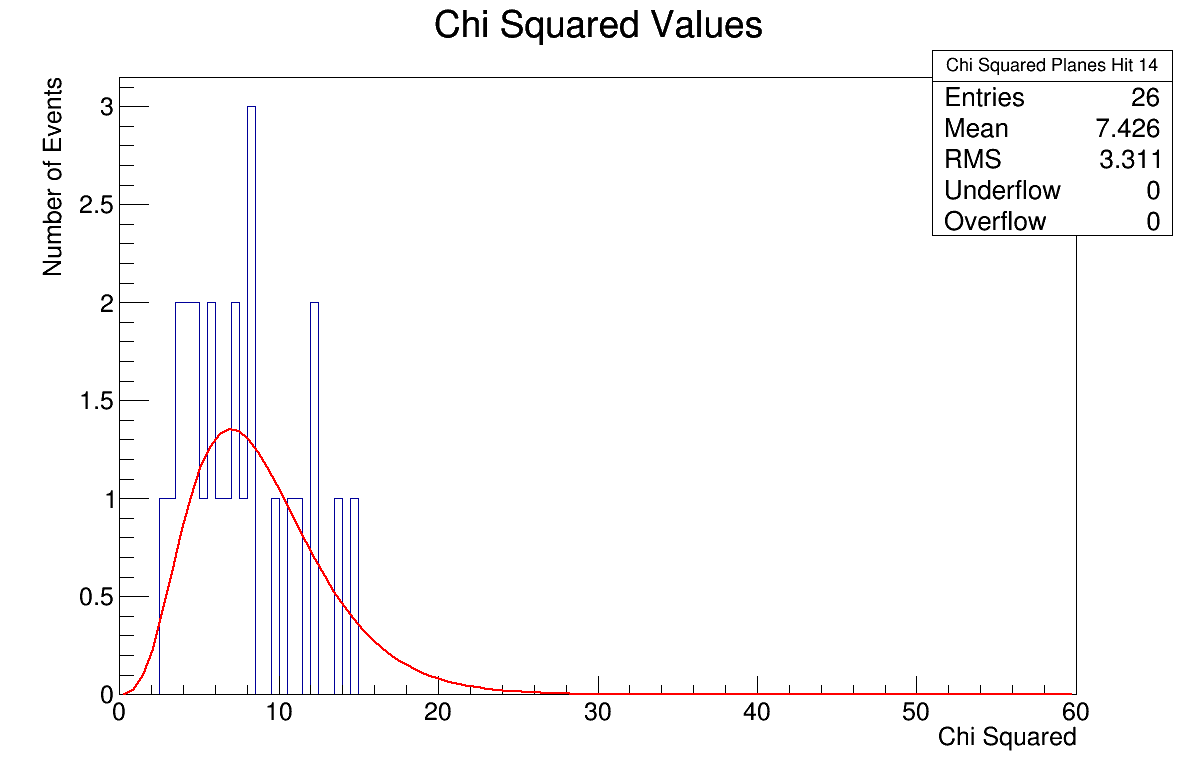 Chi Squared Values
Chi Squared Planes Hit 14
Entries 26
Mean 7.426
RMS 3.311
Underflow 0
Overflow 0
Number of Events
3
2.5
2
1.5
1
0.5
0
0 10 20 30 40 50 60
Chi Squared